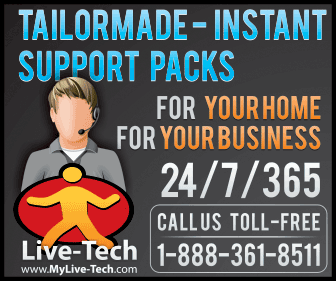 TAILORMADE - INSTANT
SUPPORT PACKS
FOR YOUR HOME
FOR YOUR BUSINESS
24/7/365
CALL US TOLL-FREE
1-888-361-8511
Live-Tech
www.MyLive-Tech.com